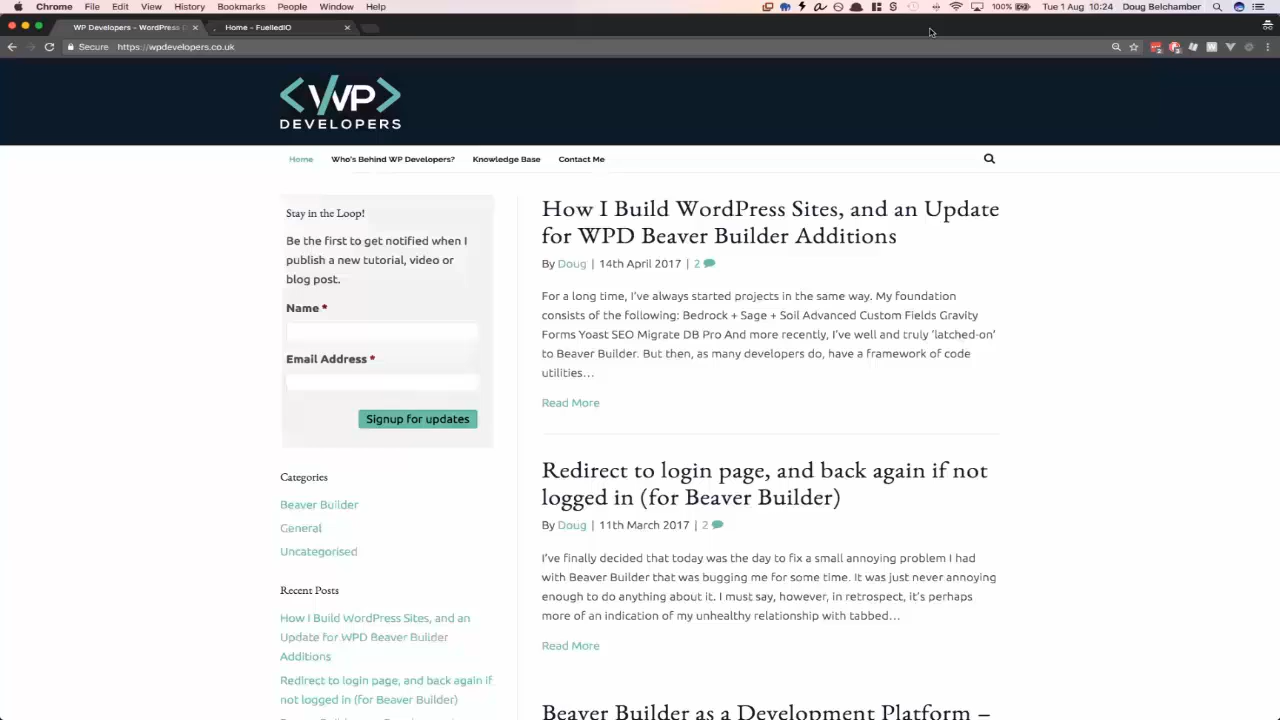 Chrome File Edit View History Bookmarks People Window Help 100% Tue 1 Aug 10:24 Doug Belchamber
WP Developers – WordPress D Home – FuelledIO
Secure https://wpdevelopers.co.uk
<WP>
DEVELOPERS
Home Who's Behind WP Developers? Knowledge Base Contact Me
Stay in the Loop!
Be the first to get notified when I
publish a new tutorial, video or
blog post.
Name *
Email Address *
Signup for updates
Categories
Beaver Builder
General
Uncategorised
Recent Posts
How I Build WordPress Sites, and an
Update for WPD Beaver Builder
Additions
Redirect to login page, and back again if
not logged in (for Beaver Builder)
How I Build WordPress Sites, and an Update
for WPD Beaver Builder Additions
By Doug | 14th April 2017 | 2
For a long time, I've always started projects in the same way. My foundation
consists of the following: Bedrock + Sage + Soil Advanced Custom Fields Gravity
Forms Yoast SEO Migrate DB Pro And more recently, I've well and truly 'latched-on'
to Beaver Builder. But then, as many developers do, have a framework of code
utilities…
Read More
Redirect to login page, and back again if not
logged in (for Beaver Builder)
By Doug | 11th March 2017 | 2
I've finally decided that today was the day to fix a small annoying problem I had
with Beaver Builder that was bugging me for some time. It was just never annoying
enough to do anything about it. I must say, however, in retrospect, it's perhaps
more of an indication of my unhealthy relationship with tabbed…
Read More
Beaver Builder as a Development Platform –